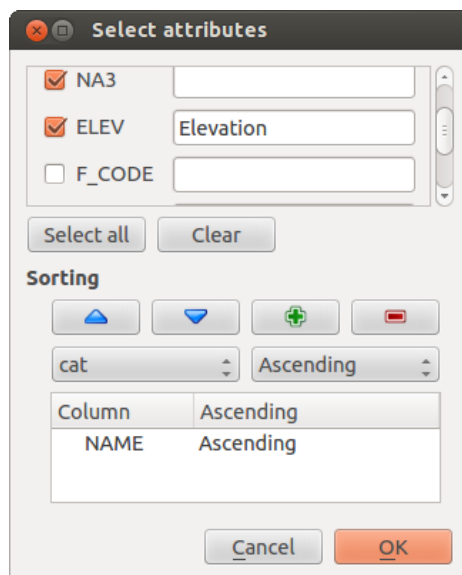 Select attributes
NA3
ELEV Elevation
F_CODE
Select all Clear
Sorting
cat Ascending
Column Ascending
NAME Ascending
Cancel OK